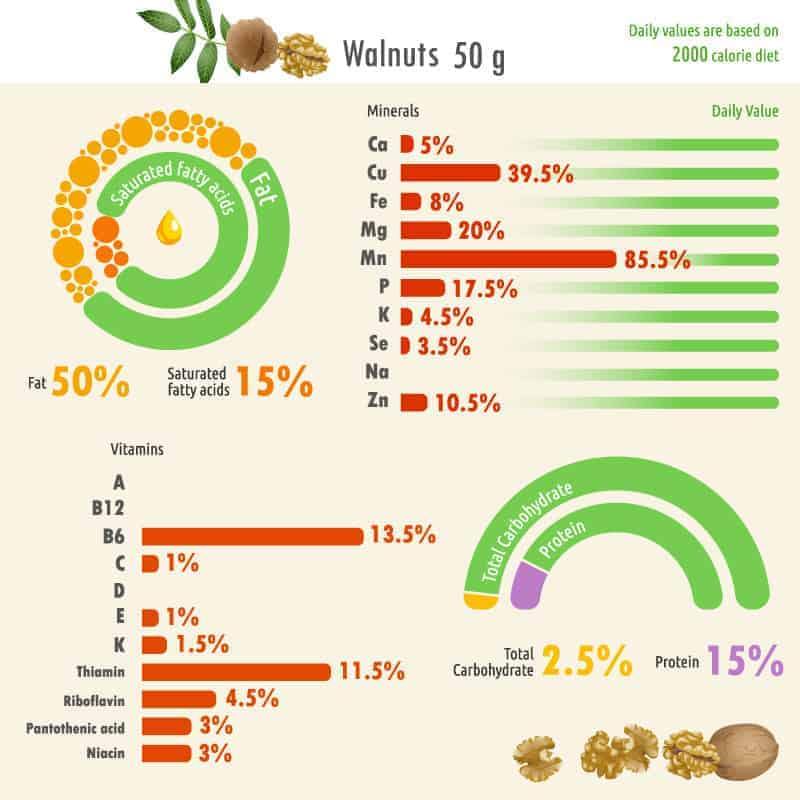 Walnuts 50 g
Daily values are based on
2000 calorie diet
Saturated fatty acids
Fat
Fat 50%
Saturated
fatty acids 15%
Minerals Daily Value
Ca 5%
Cu 39.5%
Fe 8%
Mg 20%
Mn 85.5%
P 17.5%
K 4.5%
Se 3.5%
Na
Zn 10.5%
Vitamins
A
B12
B6 13.5%
C 1%
D
E 1%
K 1.5%
Thiamin 11.5%
Riboflavin 4.5%
Pantothenic acid 3%
Niacin 3%
Total Carbohydrate
Protein
Total
Carbohydrate 2.5%
Protein 15%